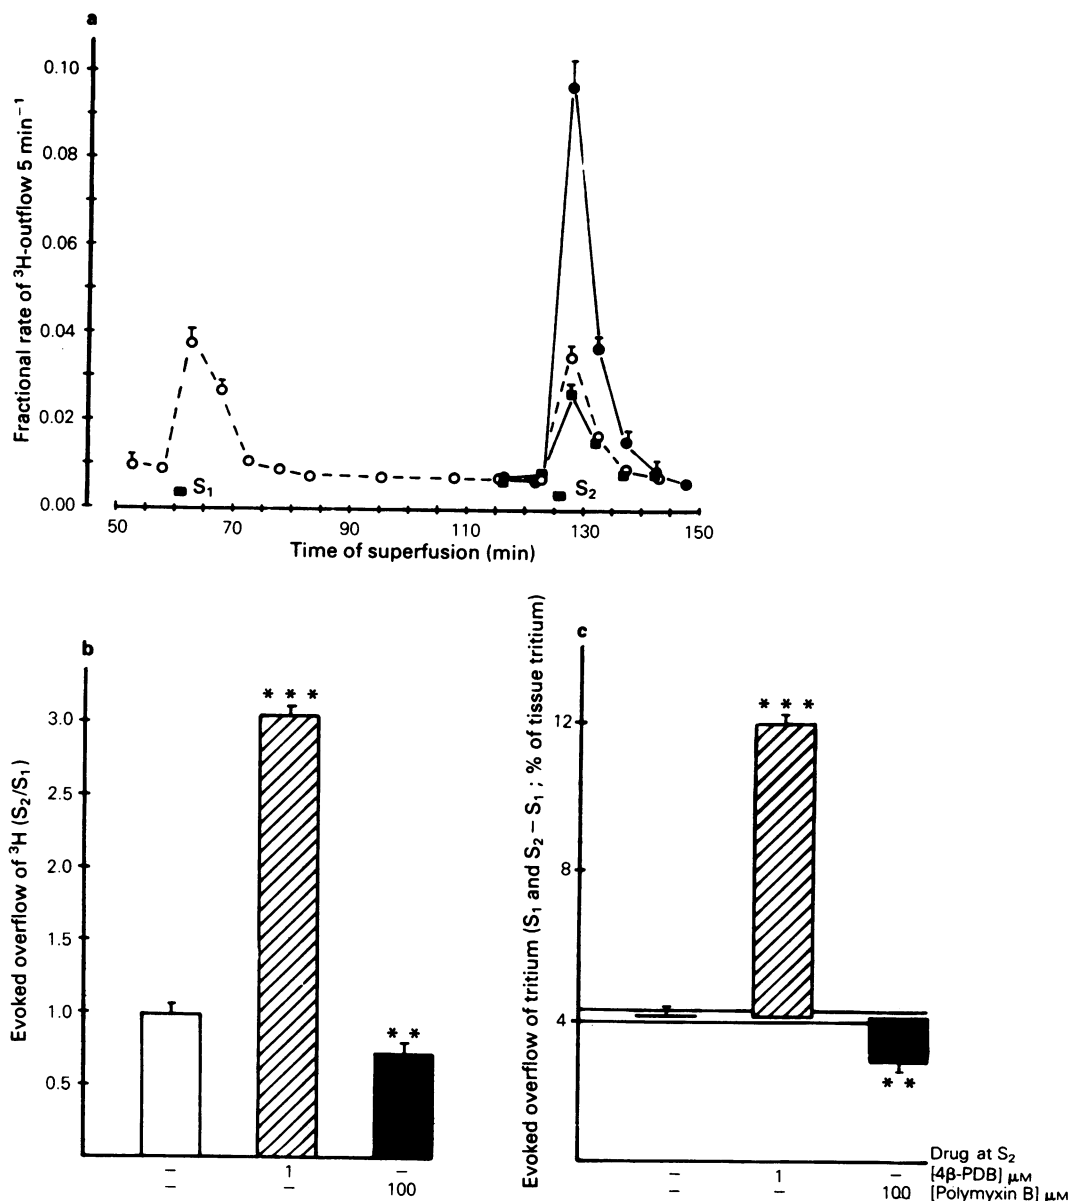 a
Fractional rate of ³H-outflow 5 min⁻¹
0.10
0.08
0.06
0.04
0.02
0.00
S₁
S₂
50
70
90
110
130
150
Time of superfusion (min)
b
Evoked overflow of ³H (S₂/S₁)
3.0
2.5
2.0
1.5
1.0
0.5
* * *
* *
– 1 –
– – 100
c
Evoked overflow of tritium (S₁ and S₂ – S₁ ; % of tissue tritium)
12
8
4
* * *
* *
Drug at S₂
– 1 – [4β-PDB] μM
– – 100 [Polymyxin B] μM